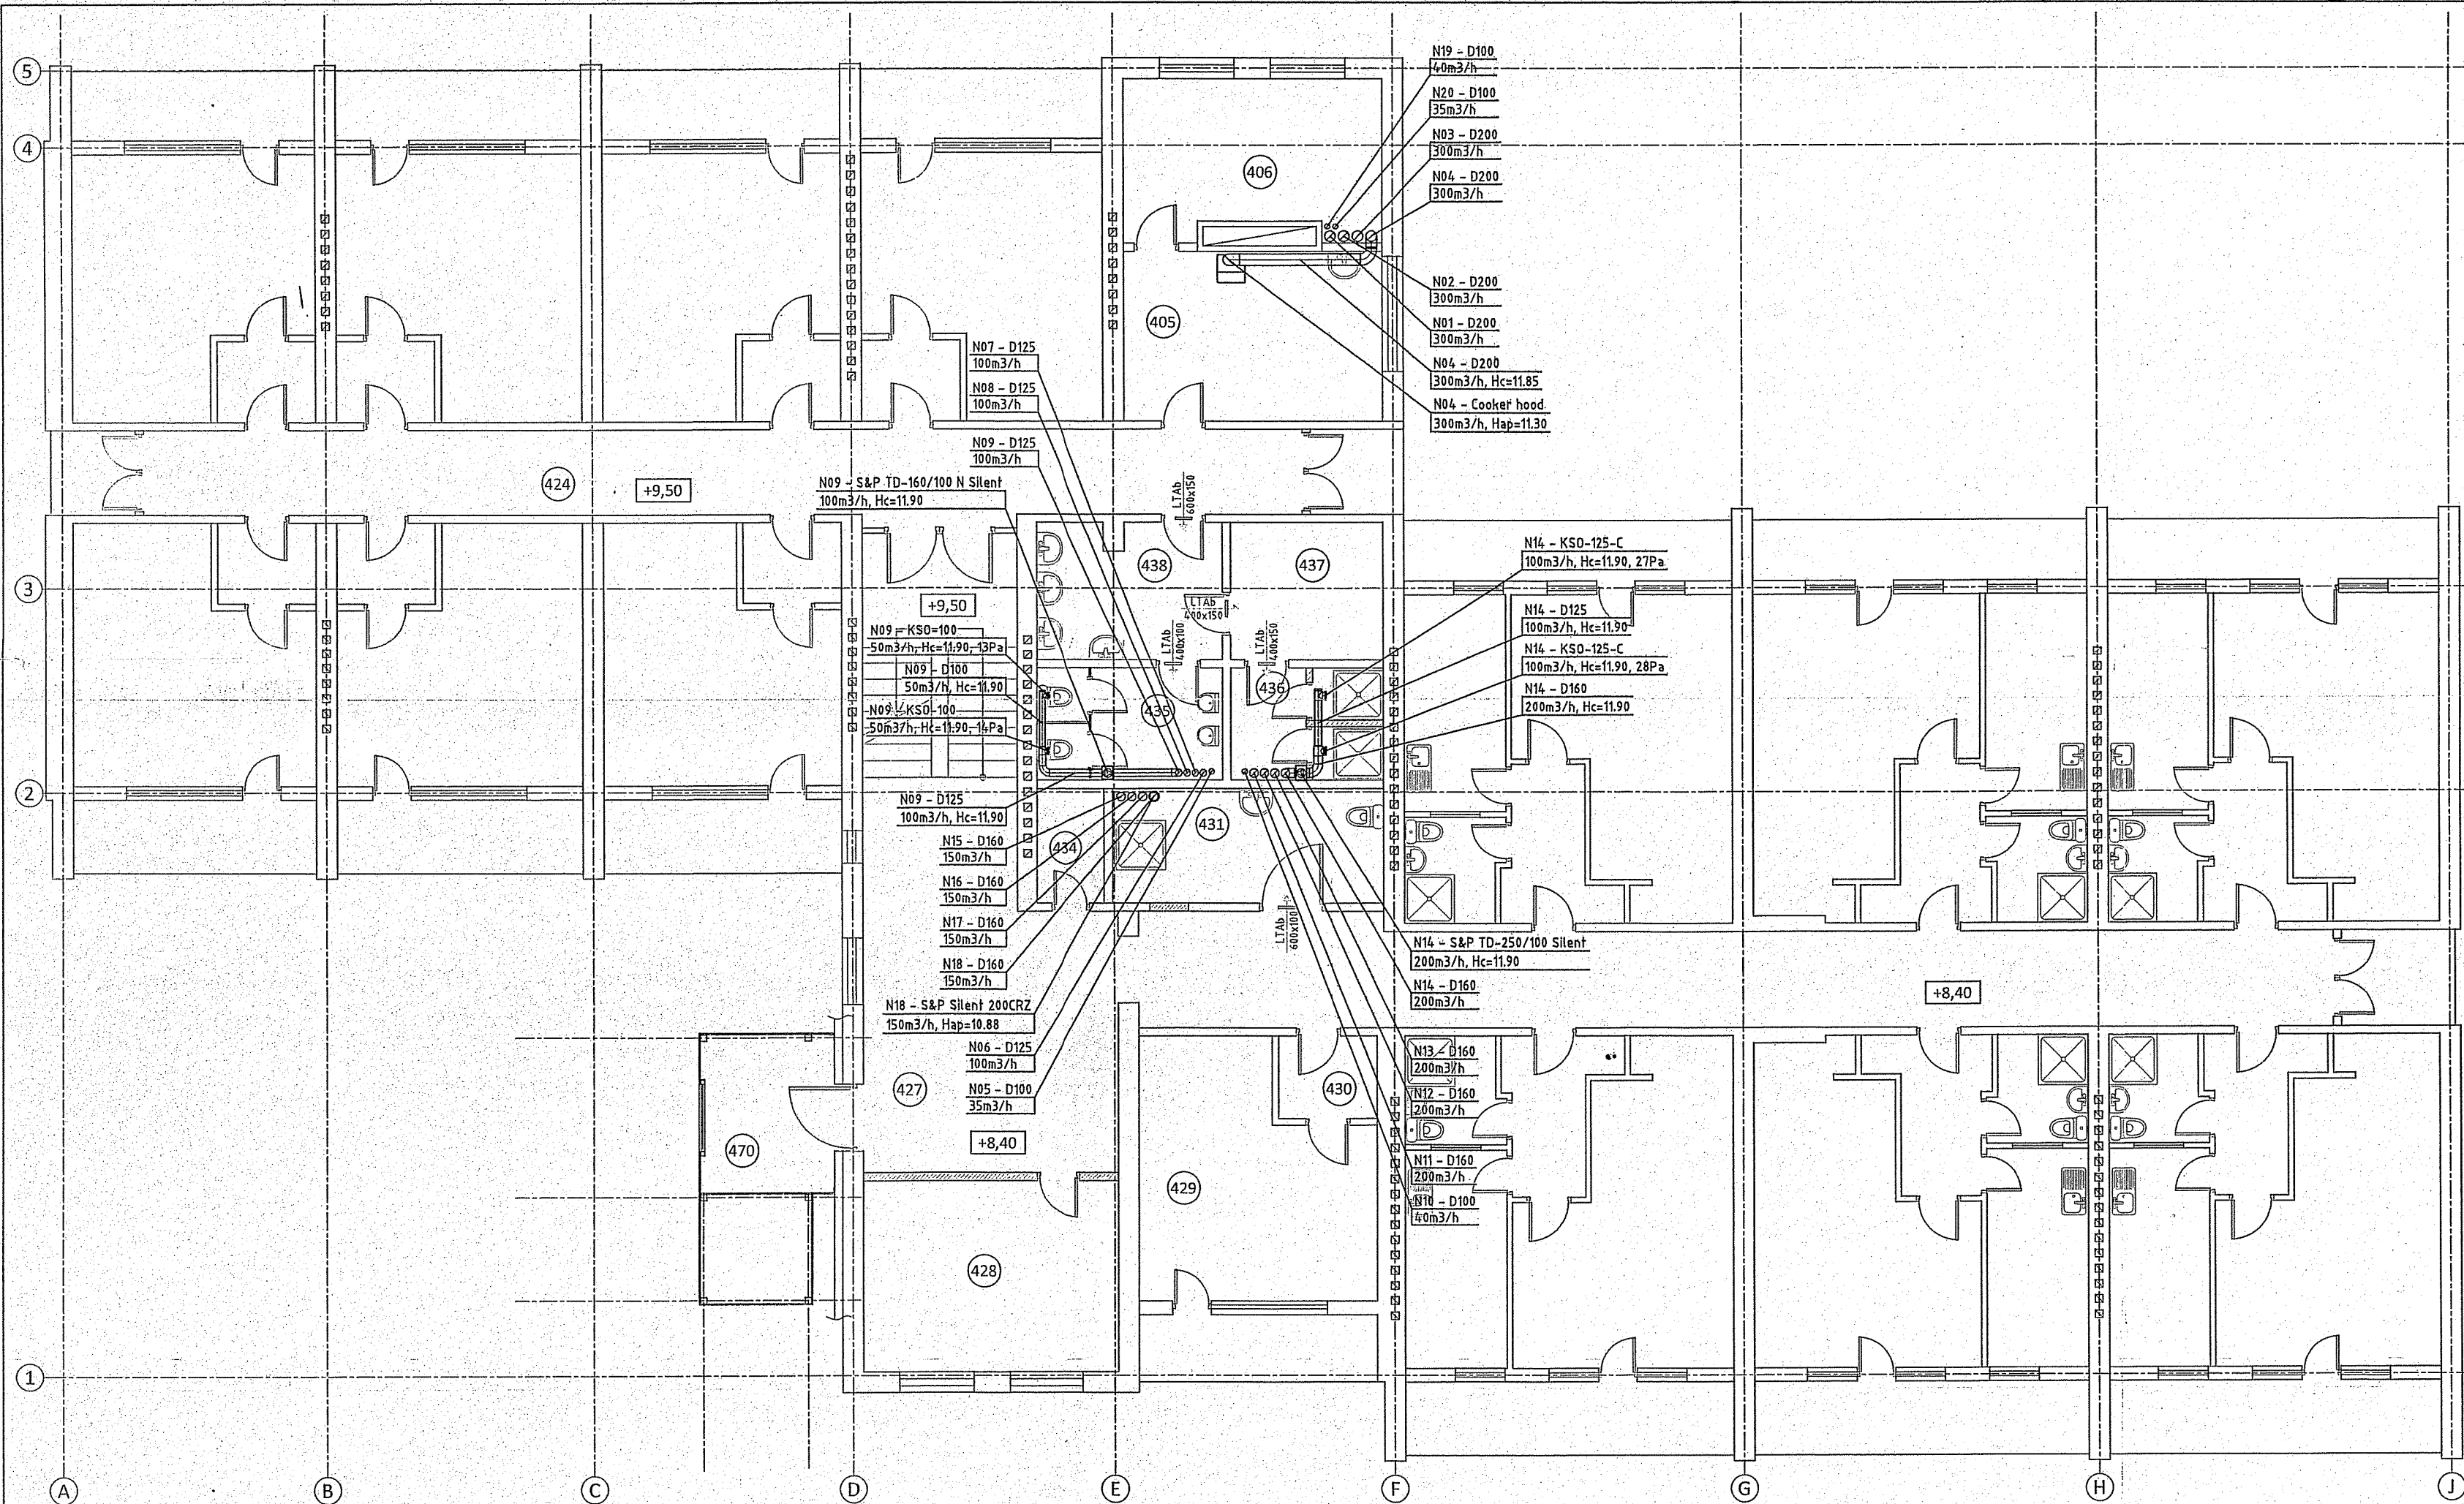 5
N19 - D100
40m3/h
N20 - D100
35m3/h
4
N03 - D200
300m3/h
406
N04 - D200
300m3/h
N02 - D200
300m3/h
405
N01 - D200
300m3/h
N07 - D125
100m3/h
N04 - D200
300m3/h, Hc=11.85
N08 - D125
100m3/h
N04 - Cooker hood
300m3/h, Hap=11.30
N09 - D125
100m3/h
424
+9,50
N09 - S&P TD-160/100 N Silent
100m3/h, Hc=11.90
LTAb
600x150
438
437
N14 - KSO-125-C
100m3/h, Hc=11.90, 27Pa
3
+9,50
LTAb
400x150
N14 - D125
100m3/h, Hc=11.90
N09 - KSO-100
50m3/h, Hc=11.90, 13Pa
LTAb
400x100
LTAb
400x150
N14 - KSO-125-C
100m3/h, Hc=11.90, 28Pa
N09 - D100
50m3/h, Hc=11.90
436
N14 - D160
200m3/h, Hc=11.90
N09 - KSO-100
50m3/h, Hc=11.90, 14Pa
435
2
N09 - D125
100m3/h, Hc=11.90
431
N15 - D160
150m3/h
434
N16 - D160
150m3/h
N17 - D160
150m3/h
LTAb
600x100
N14 - S&P TD-250/100 Silent
200m3/h, Hc=11.90
N18 - D160
150m3/h
N14 - D160
200m3/h
+8,40
N18 - S&P Silent 200CRZ
150m3/h, Hap=10.88
N06 - D125
100m3/h
N13 - D160
200m3/h
427
N05 - D100
35m3/h
430
N12 - D160
200m3/h
+8,40
470
N11 - D160
200m3/h
429
N10 - D100
40m3/h
428
1
A
B
C
D
E
F
G
H
J